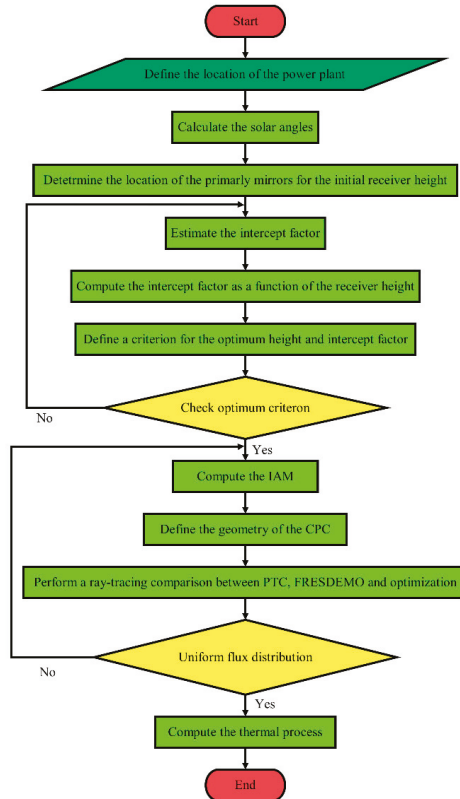 Start
Define the location of the power plant
Calculate the solar angles
Detetrmine the location of the primarly mirrors for the initial receiver height
Estimate the intercept factor
Compute the intercept factor as a function of the receiver height
Define a criterion for the optimum height and intercept factor
Check optimum criteron
No
Yes
Compute the IAM
Define the geometry of the CPC
Perform a ray-tracing comparison between PTC, FRESDEMO and optimization
Uniform flux distribution
No
Yes
Compute the thermal process
End